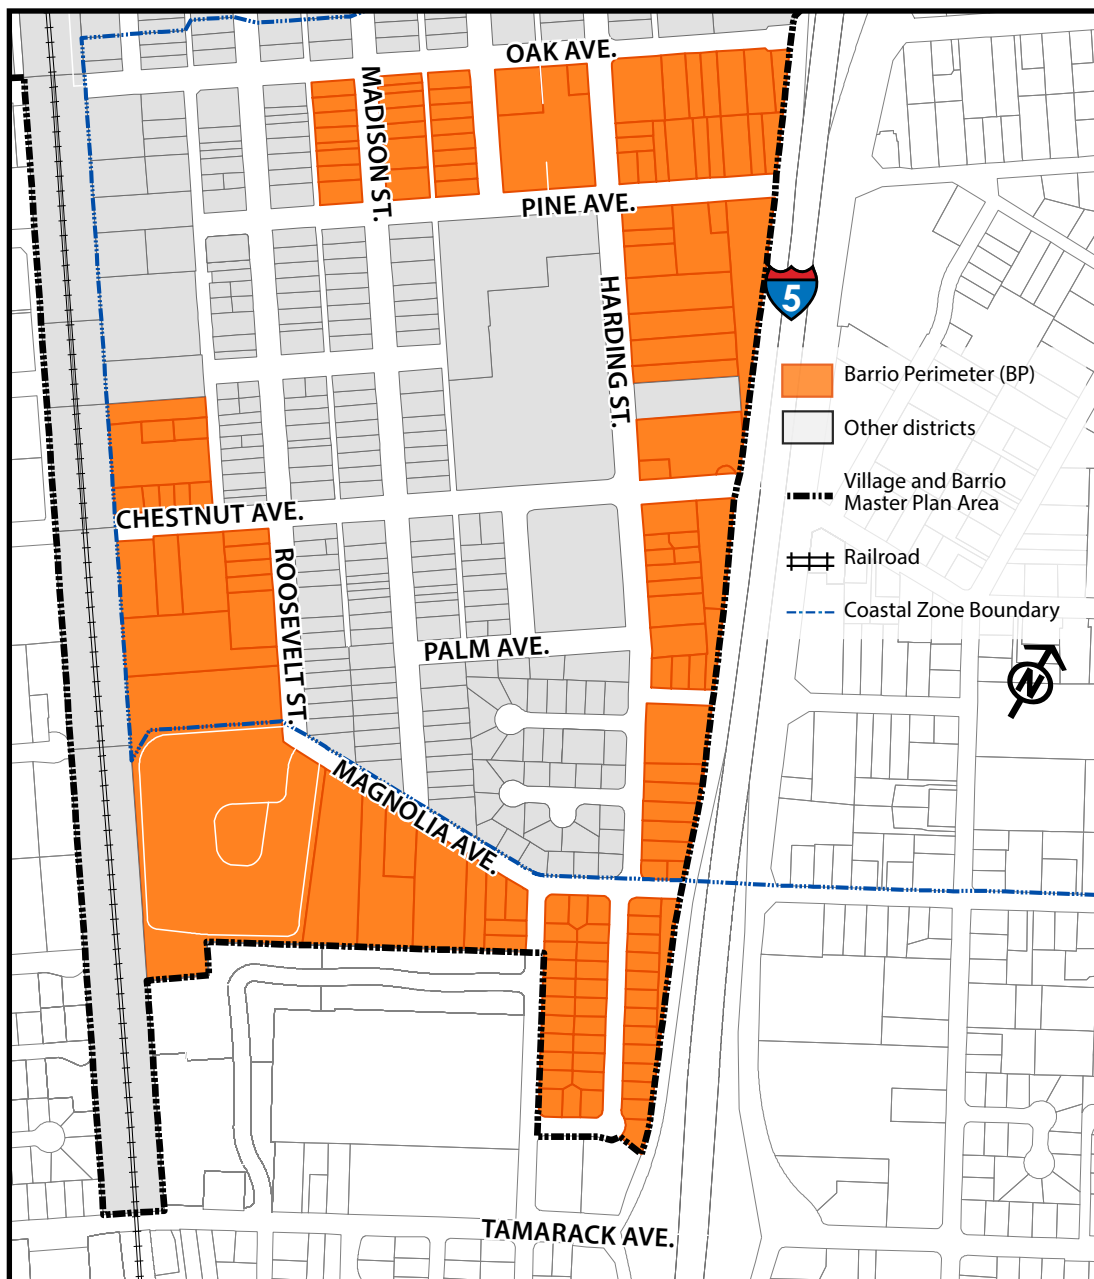 OAK AVE.
MADISON ST.
PINE AVE.
HARDING ST.
5
Barrio Perimeter (BP)
Other districts
Village and Barrio
Master Plan Area
Railroad
Coastal Zone Boundary
N
CHESTNUT AVE.
ROOSEVELT ST.
PALM AVE.
MAGNOLIA AVE.
TAMARACK AVE.